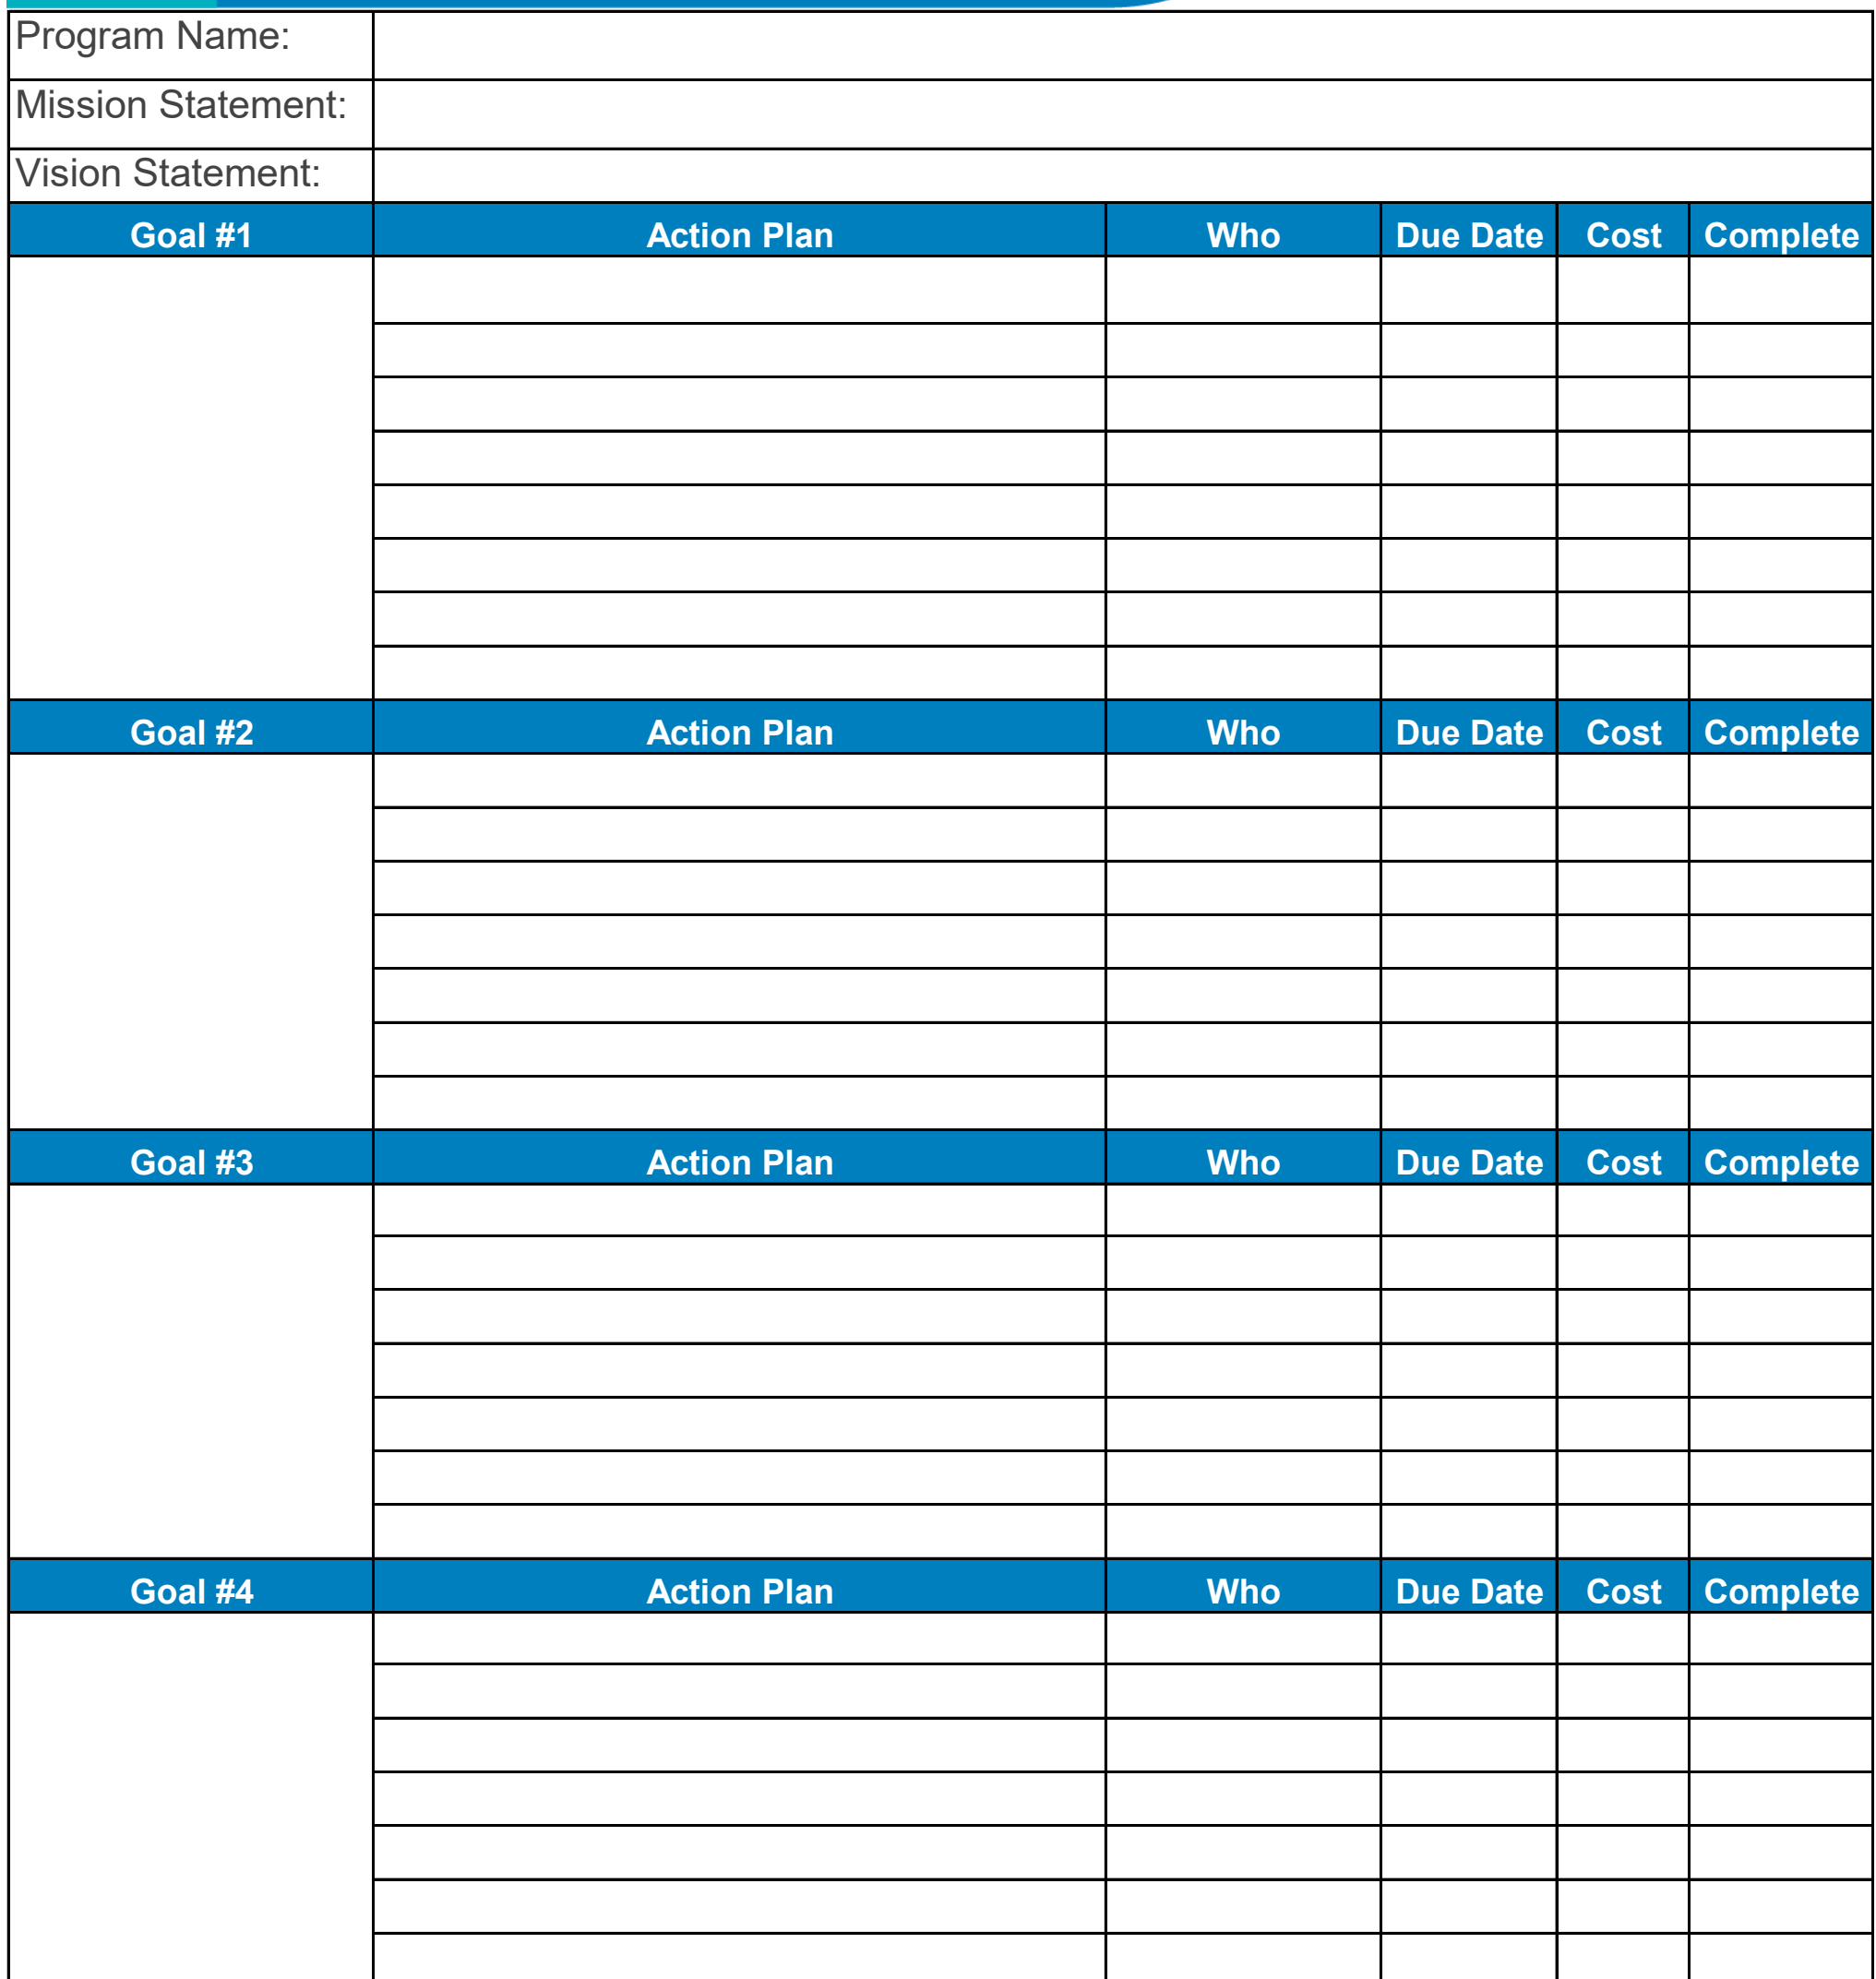 Program Name:
Mission Statement:
Vision Statement:
Goal #1 Action Plan Who Due Date Cost Complete
Goal #2 Action Plan Who Due Date Cost Complete
Goal #3 Action Plan Who Due Date Cost Complete
Goal #4 Action Plan Who Due Date Cost Complete